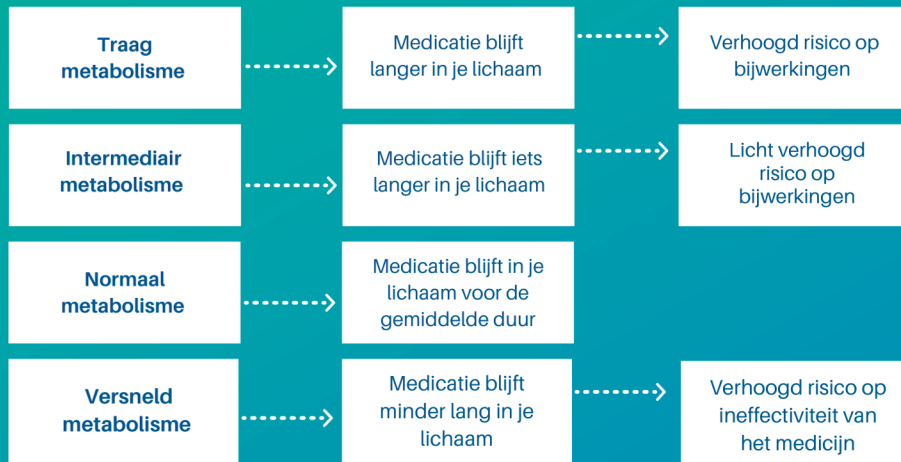 Traag
metabolisme
Medicatie blijft
langer in je lichaam
Verhoogd risico op
bijwerkingen
Intermediair
metabolisme
Medicatie blijft iets
langer in je lichaam
Licht verhoogd
risico op
bijwerkingen
Normaal
metabolisme
Medicatie blijft in je
lichaam voor de
gemiddelde duur
Versneld
metabolisme
Medicatie blijft
minder lang in je
lichaam
Verhoogd risico op
ineffectiviteit van
het medicijn